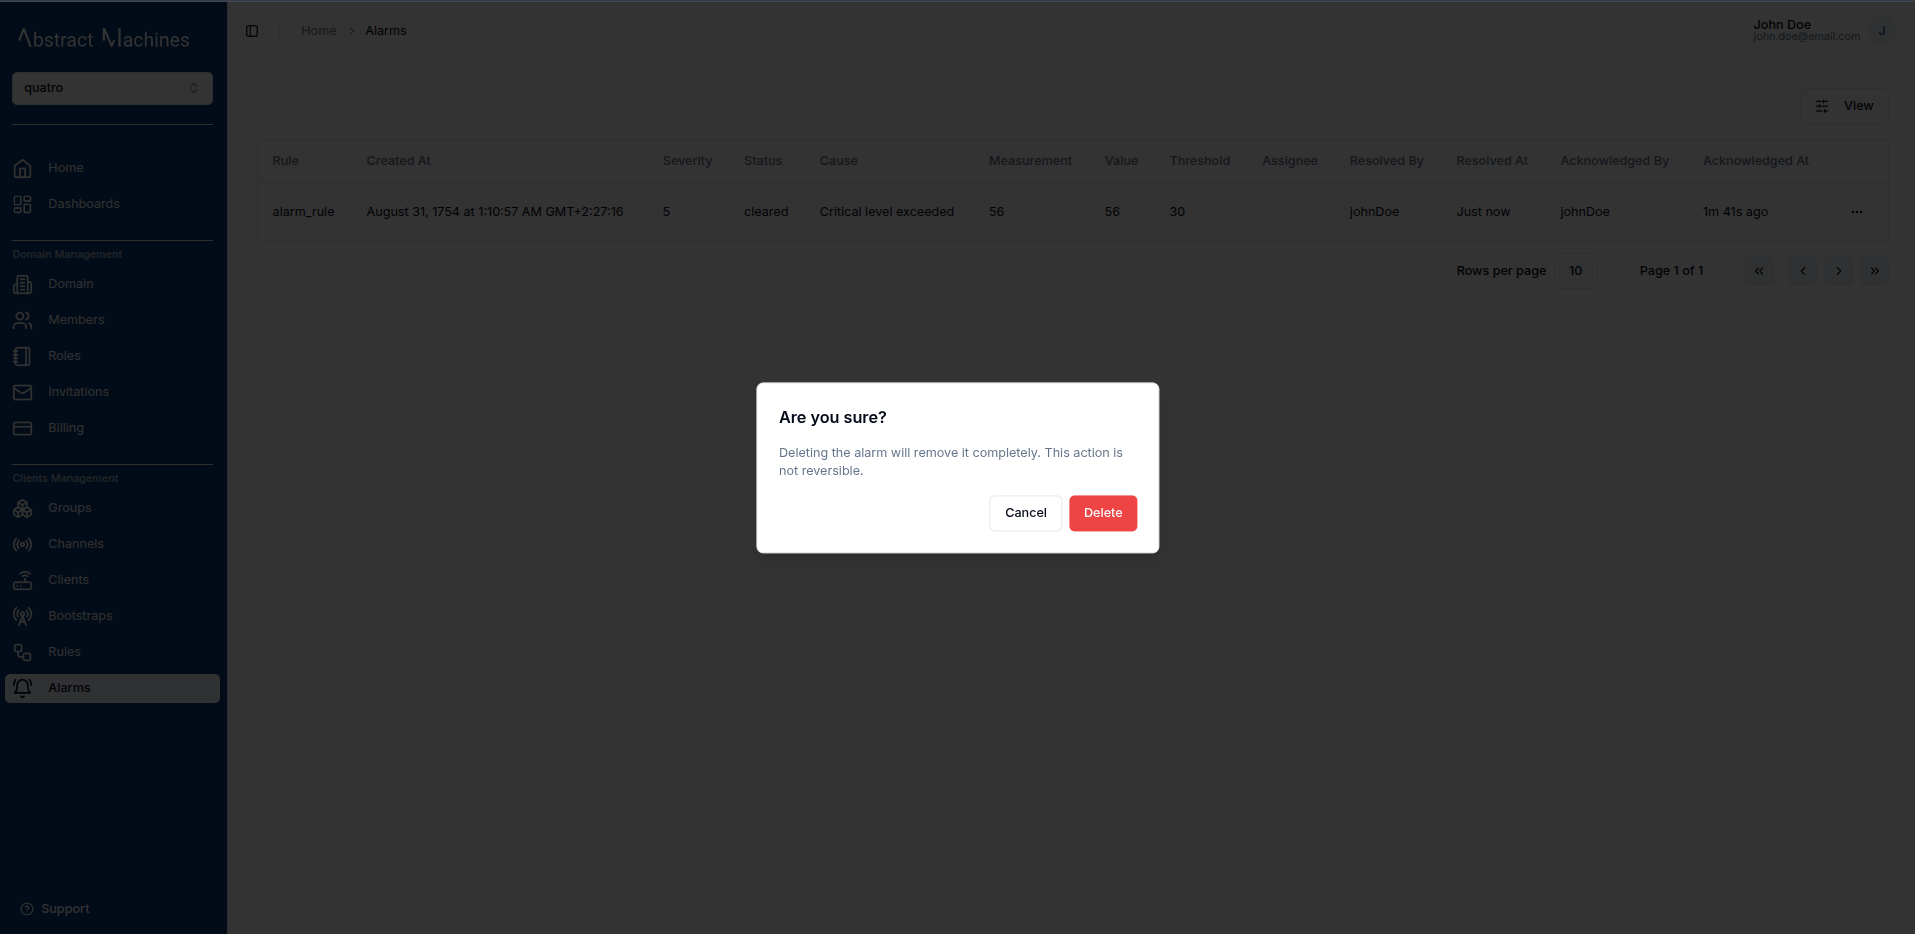 Abstract Machines
quatro
Home
Dashboards
Domain Management
Domain
Members
Roles
Invitations
Billing
Clients Management
Groups
Channels
Clients
Bootstraps
Rules
Alarms
Support
Home > Alarms
John Doe
john.doe@email.com
J
View
Rule Created At Severity Status Cause Measurement Value Threshold Assignee Resolved By Resolved At Acknowledged By Acknowledged At
alarm_rule August 31, 1754 at 1:10:57 AM GMT+2:27:16 5 cleared Critical level exceeded 56 56 30 johnDoe Just now johnDoe 1m 41s ago ...
Rows per page 10 Page 1 of 1 « ‹ › »
Are you sure?
Deleting the alarm will remove it completely. This action is
not reversible.
Cancel Delete